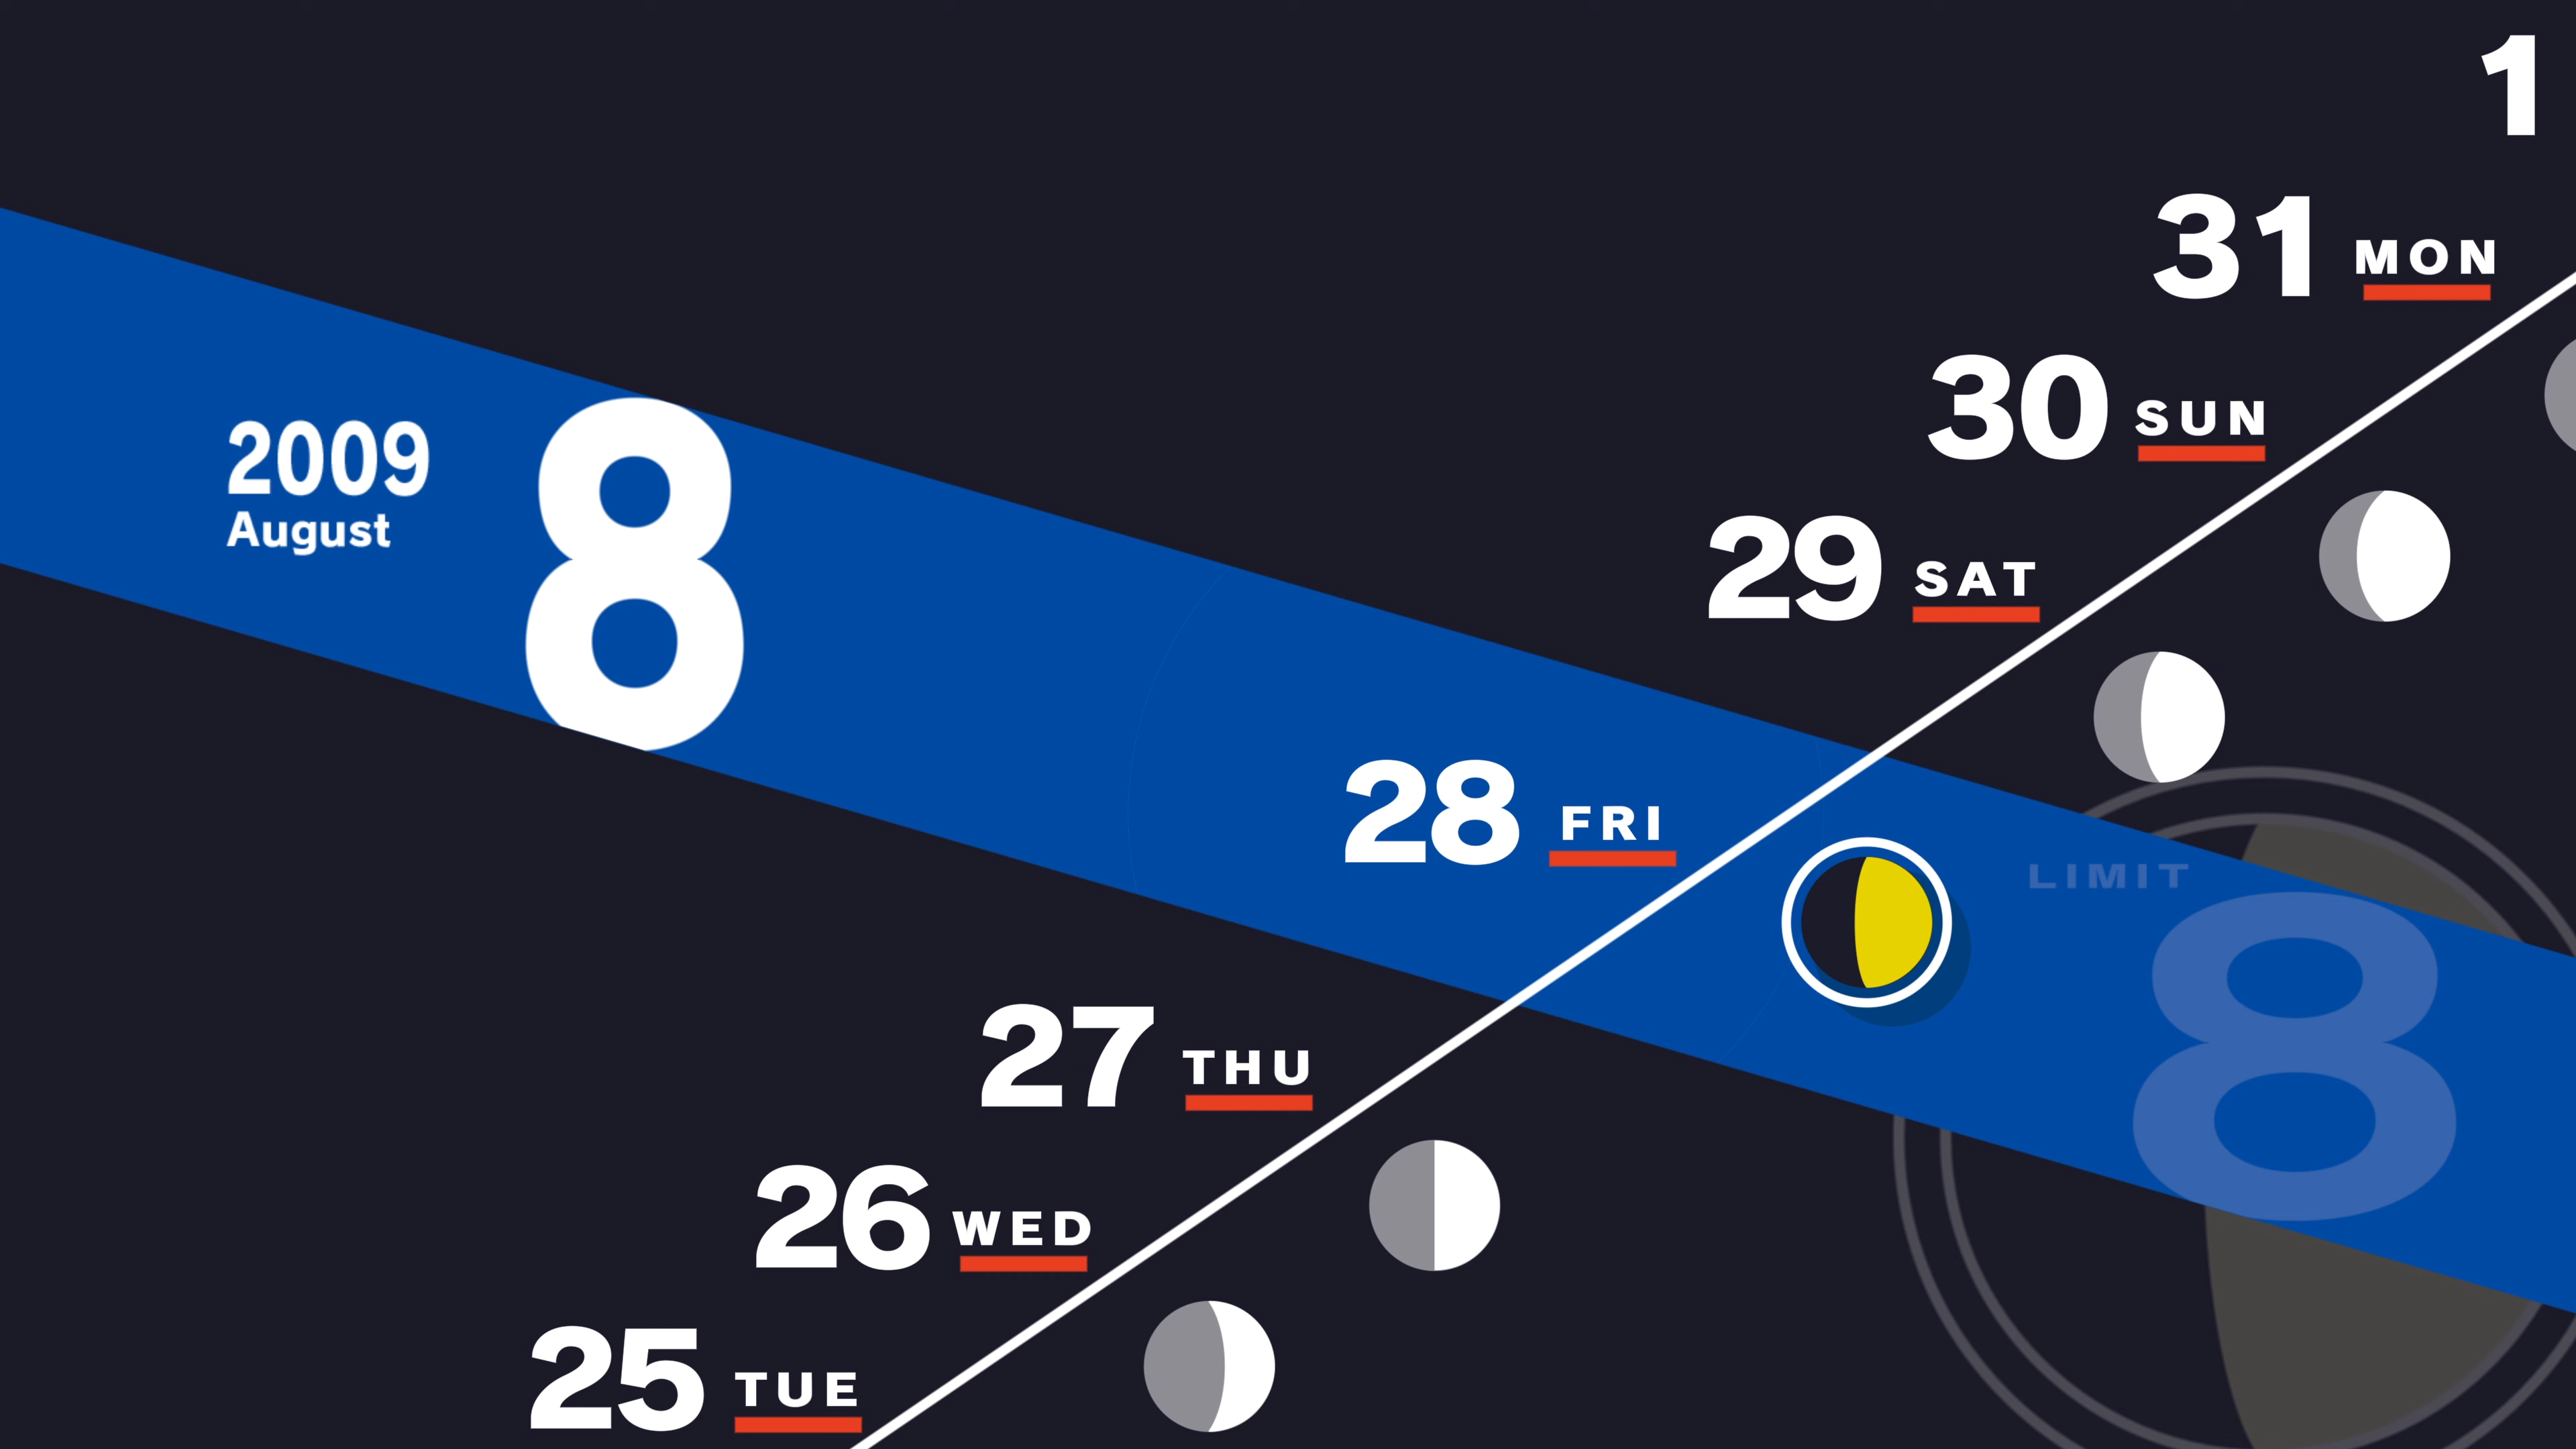 1
31 MON
30 SUN
2009
August
8
29 SAT
28 FRI
LIMIT
8
27 THU
26 WED
25 TUE